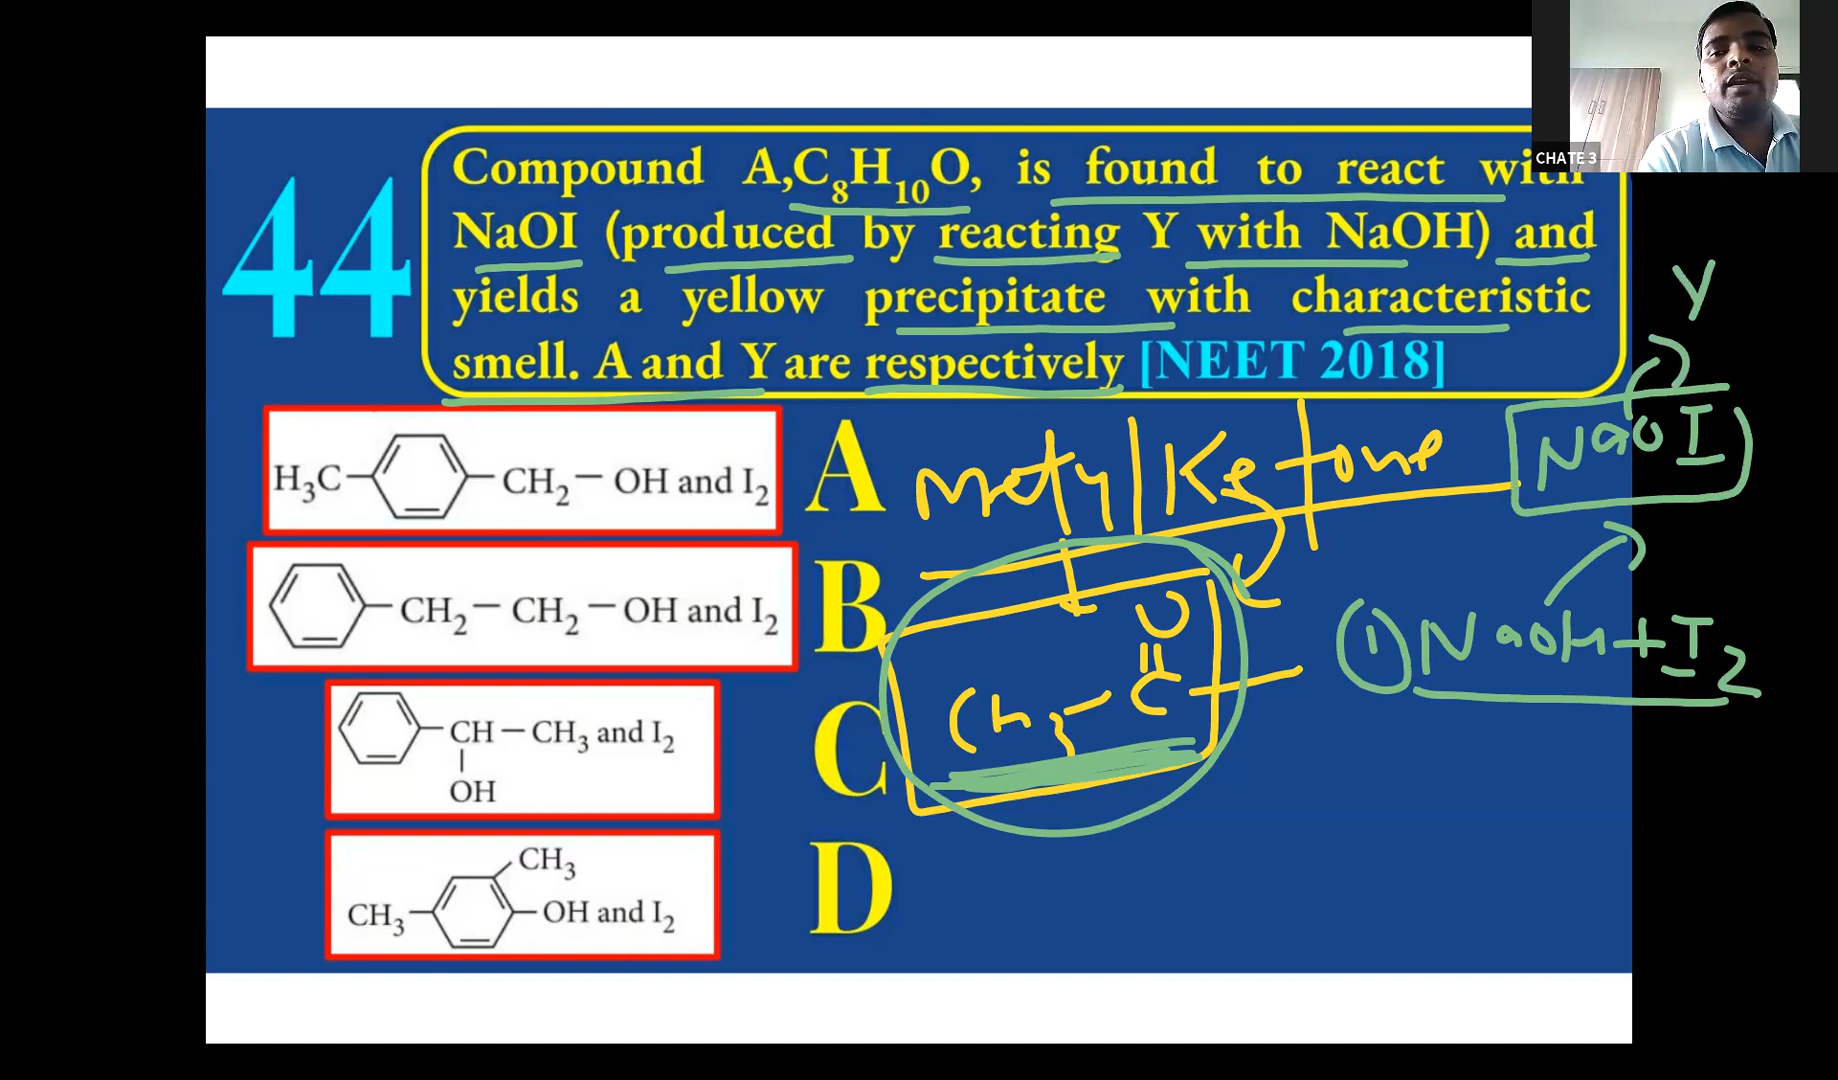 CHATE 3
44
Compound A,C8H10O, is found to react with
NaOI (produced by reacting Y with NaOH) and
yields a yellow precipitate with characteristic
smell. A and Y are respectively [NEET 2018]
H3C CH2 – OH and I2
A
CH2 – CH2 – OH and I2
B
CH – CH3 and I2
OH
C
CH3
CH3 OH and I2
D
Y
NaOI
Methyl Ketone
O
CH3 – C –
① NaOH + I2